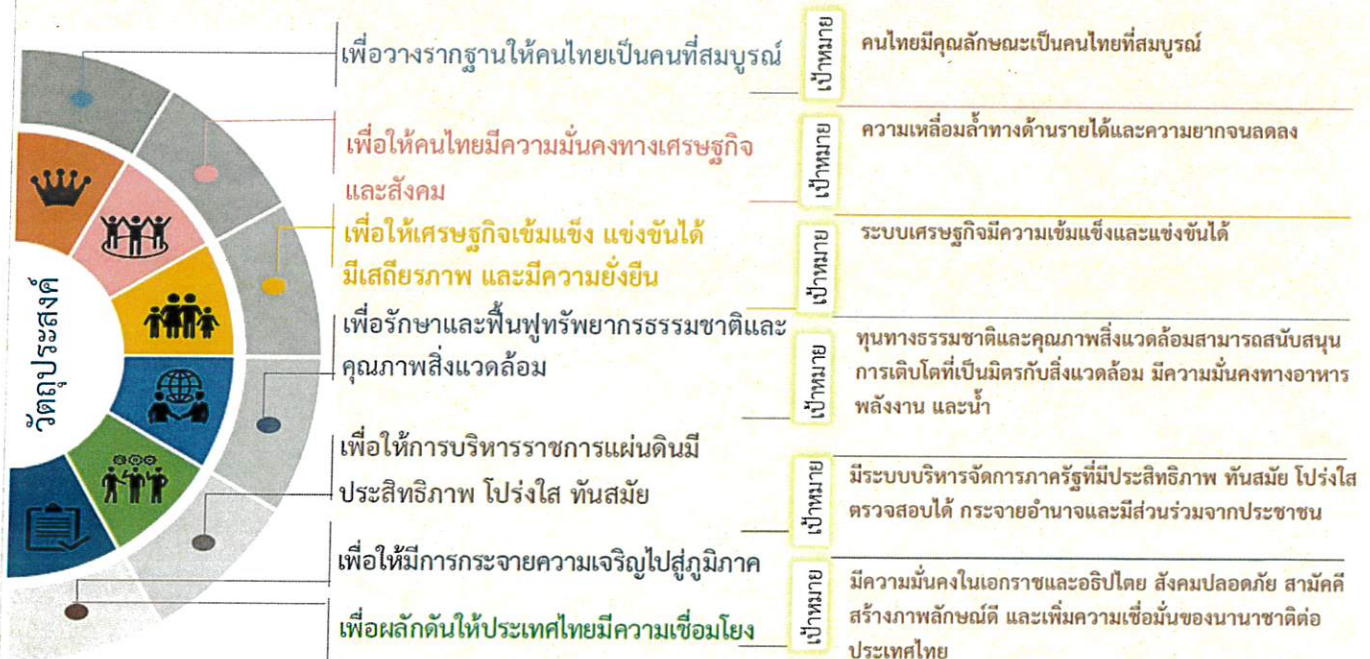 วัตถุประสงค์
เพื่อวางรากฐานให้คนไทยเป็นคนที่สมบูรณ์
เป้าหมาย
คนไทยมีคุณลักษณะเป็นคนไทยที่สมบูรณ์
เพื่อให้คนไทยมีความมั่นคงทางเศรษฐกิจ
และสังคม
เป้าหมาย
ความเหลื่อมล้ำทางด้านรายได้และความยากจนลดลง
เพื่อให้เศรษฐกิจเข้มแข็ง แข่งขันได้
มีเสถียรภาพ และมีความยั่งยืน
เป้าหมาย
ระบบเศรษฐกิจมีความเข้มแข็งและแข่งขันได้
เพื่อรักษาและฟื้นฟูทรัพยากรธรรมชาติและ
คุณภาพสิ่งแวดล้อม
เป้าหมาย
ทุนทางธรรมชาติและคุณภาพสิ่งแวดล้อมสามารถสนับสนุน
การเติบโตที่เป็นมิตรกับสิ่งแวดล้อม มีความมั่นคงทางอาหาร
พลังงาน และน้ำ
เพื่อให้การบริหารราชการแผ่นดินมี
ประสิทธิภาพ โปร่งใส ทันสมัย
เป้าหมาย
มีระบบบริหารจัดการภาครัฐที่มีประสิทธิภาพ ทันสมัย โปร่งใส
ตรวจสอบได้ กระจายอำนาจและมีส่วนร่วมจากประชาชน
เพื่อให้มีการกระจายความเจริญไปสู่ภูมิภาค
เพื่อผลักดันให้ประเทศไทยมีความเชื่อมโยง
เป้าหมาย
มีความมั่นคงในเอกราชและอธิปไตย สังคมปลอดภัย สามัคคี
สร้างภาพลักษณ์ดี และเพิ่มความเชื่อมั่นของนานาชาติต่อ
ประเทศไทย